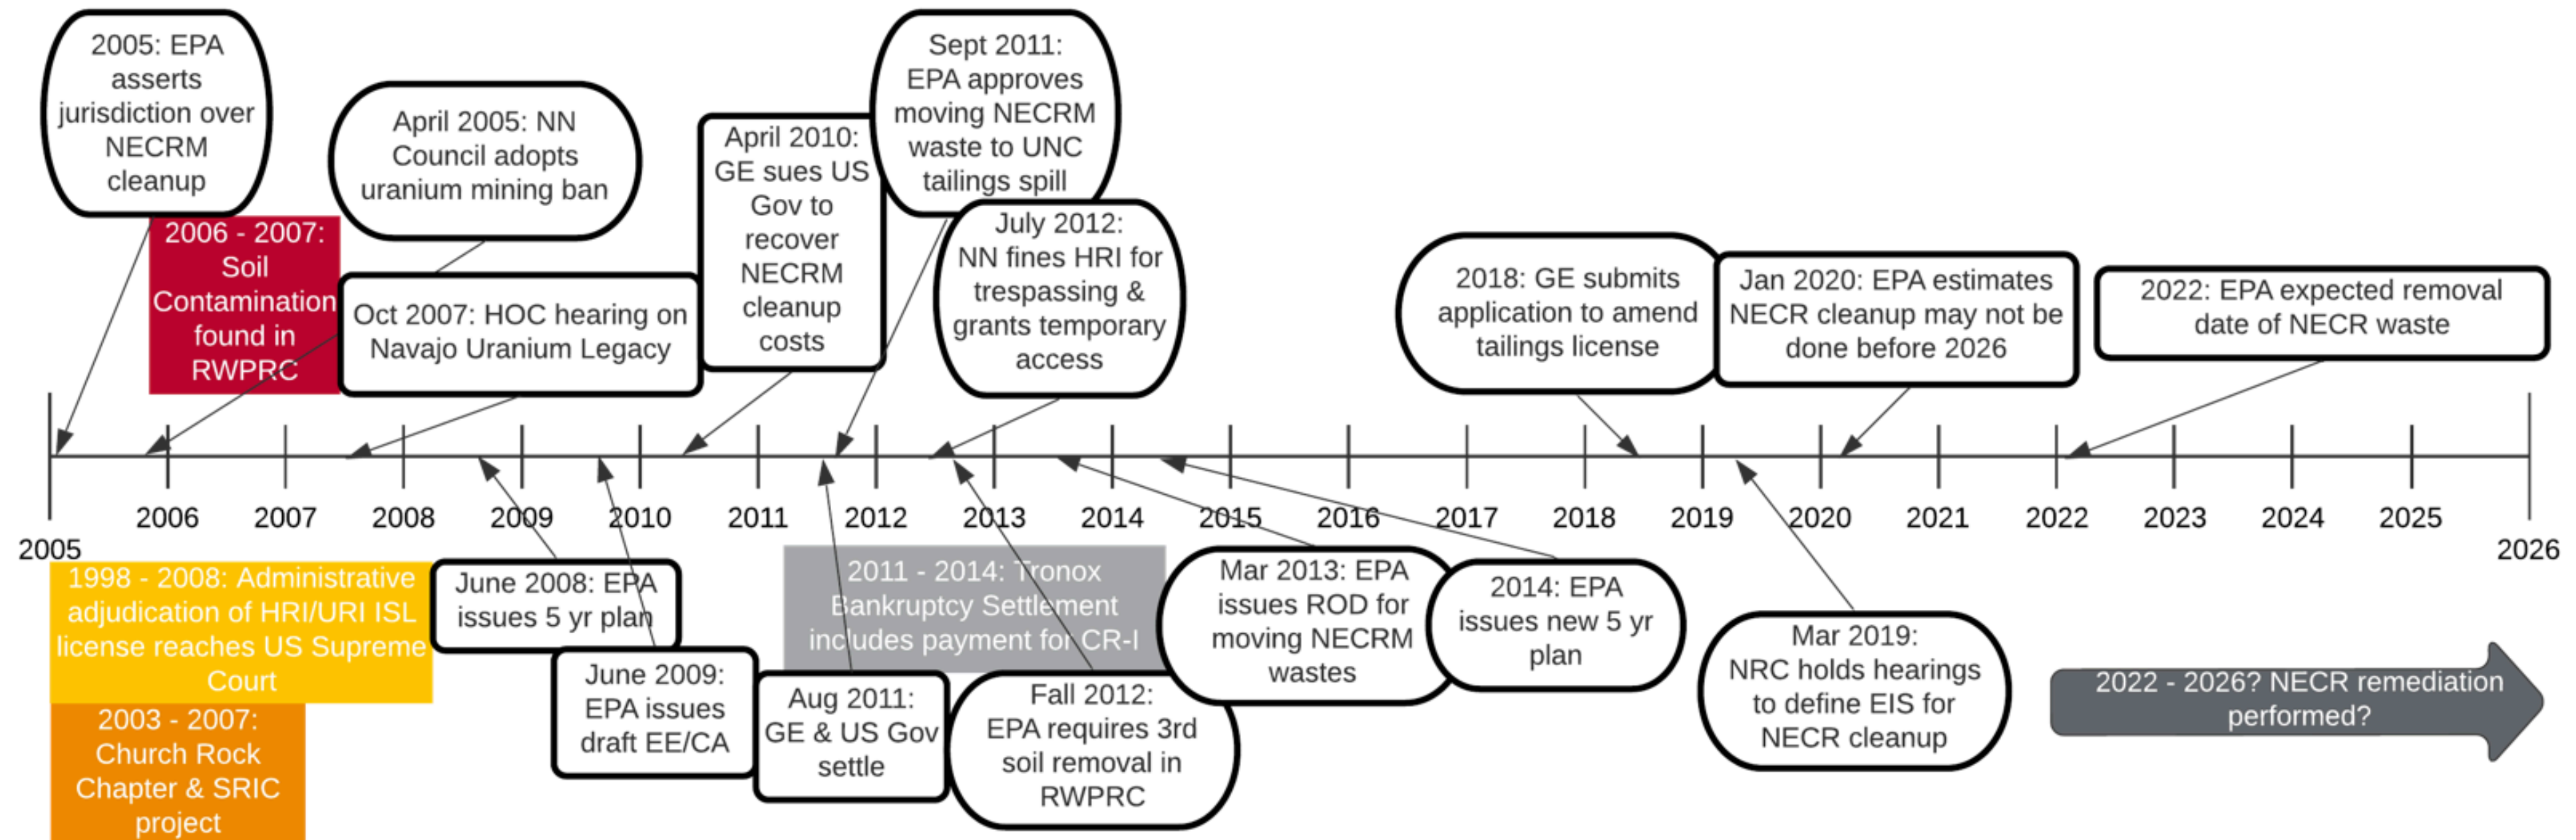 2005: EPA
asserts
jurisdiction over
NECRM
cleanup
2006 - 2007:
Soil
Contamination
found in
RWPRC
April 2005: NN
Council adopts
uranium mining ban
Oct 2007: HOC hearing on
Navajo Uranium Legacy
April 2010:
GE sues US
Gov to
recover
NECRM
cleanup
costs
Sept 2011:
EPA approves
moving NECRM
waste to UNC
tailings spill
July 2012:
NN fines HRI for
trespassing &
grants temporary
access
2018: GE submits
application to amend
tailings license
Jan 2020: EPA estimates
NECR cleanup may not be
done before 2026
2022: EPA expected removal
date of NECR waste
2005
2006
2007
2008
2009
2010
2011
2012
2013
2014
2015
2016
2017
2018
2019
2020
2021
2022
2023
2024
2025
2026
1998 - 2008: Administrative
adjudication of HRI/URI ISL
license reaches US Supreme
Court
2003 - 2007:
Church Rock
Chapter & SRIC
project
June 2008: EPA
issues 5 yr plan
June 2009:
EPA issues
draft EE/CA
2011 - 2014: Tronox
Bankruptcy Settlement
includes payment for CR-I
Aug 2011:
GE & US Gov
settle
Fall 2012:
EPA requires 3rd
soil removal in
RWPRC
Mar 2013: EPA
issues ROD for
moving NECRM
wastes
2014: EPA
issues new 5 yr
plan
Mar 2019:
NRC holds hearings
to define EIS for
NECR cleanup
2022 - 2026? NECR remediation
performed?